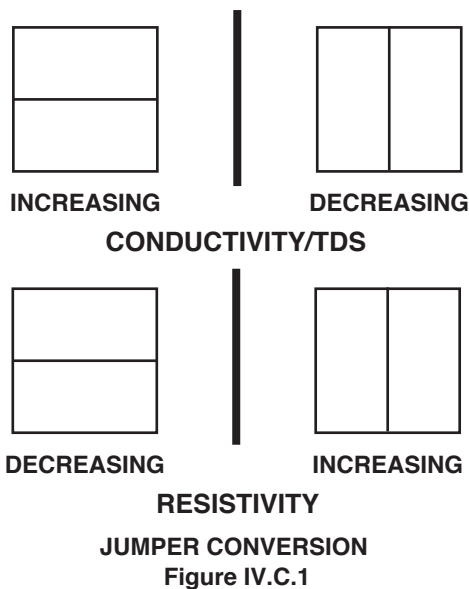 INCREASING DECREASING
CONDUCTIVITY/TDS
DECREASING INCREASING
RESISTIVITY
JUMPER CONVERSION
Figure IV.C.1